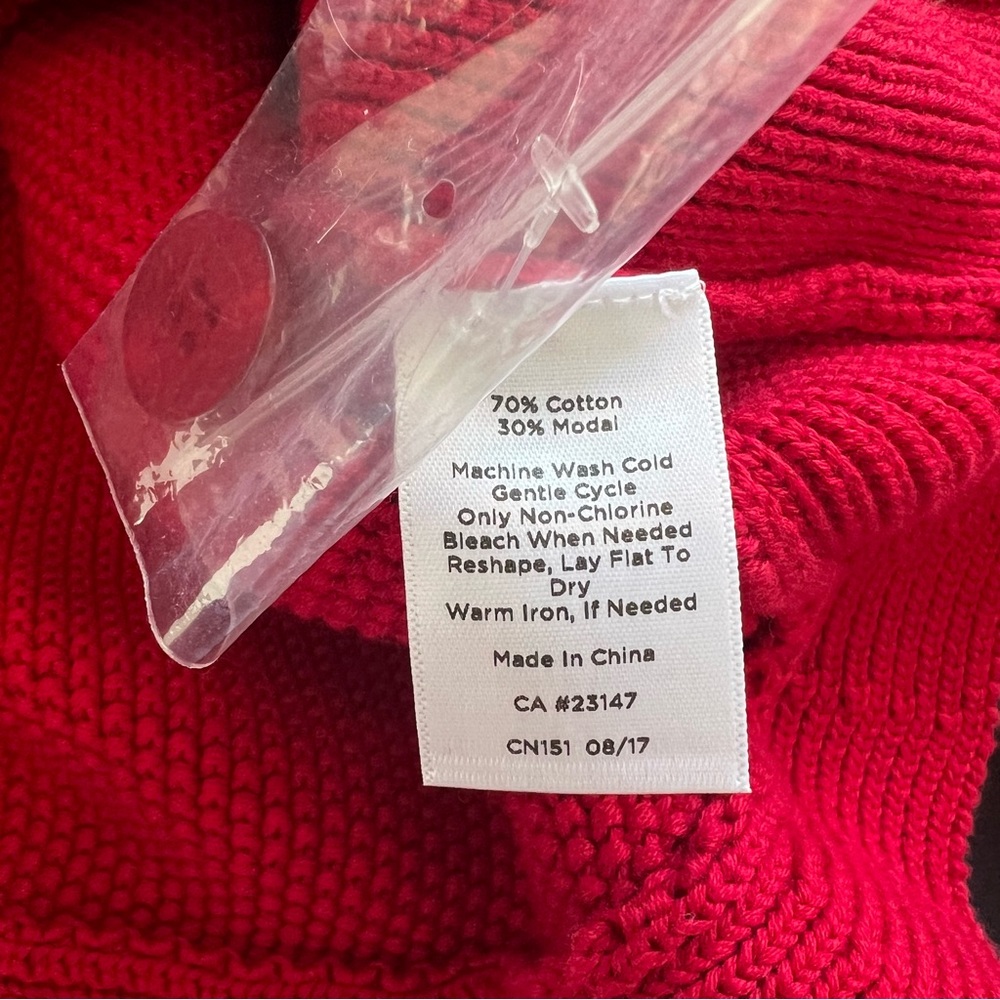 70% Cotton
30% Modal
Machine Wash Cold
Gentle Cycle
Only Non-Chlorine
Bleach When Needed
Reshape, Lay Flat To
Dry
Warm Iron, If Needed
Made In China
CA #23147
CN151 08/17